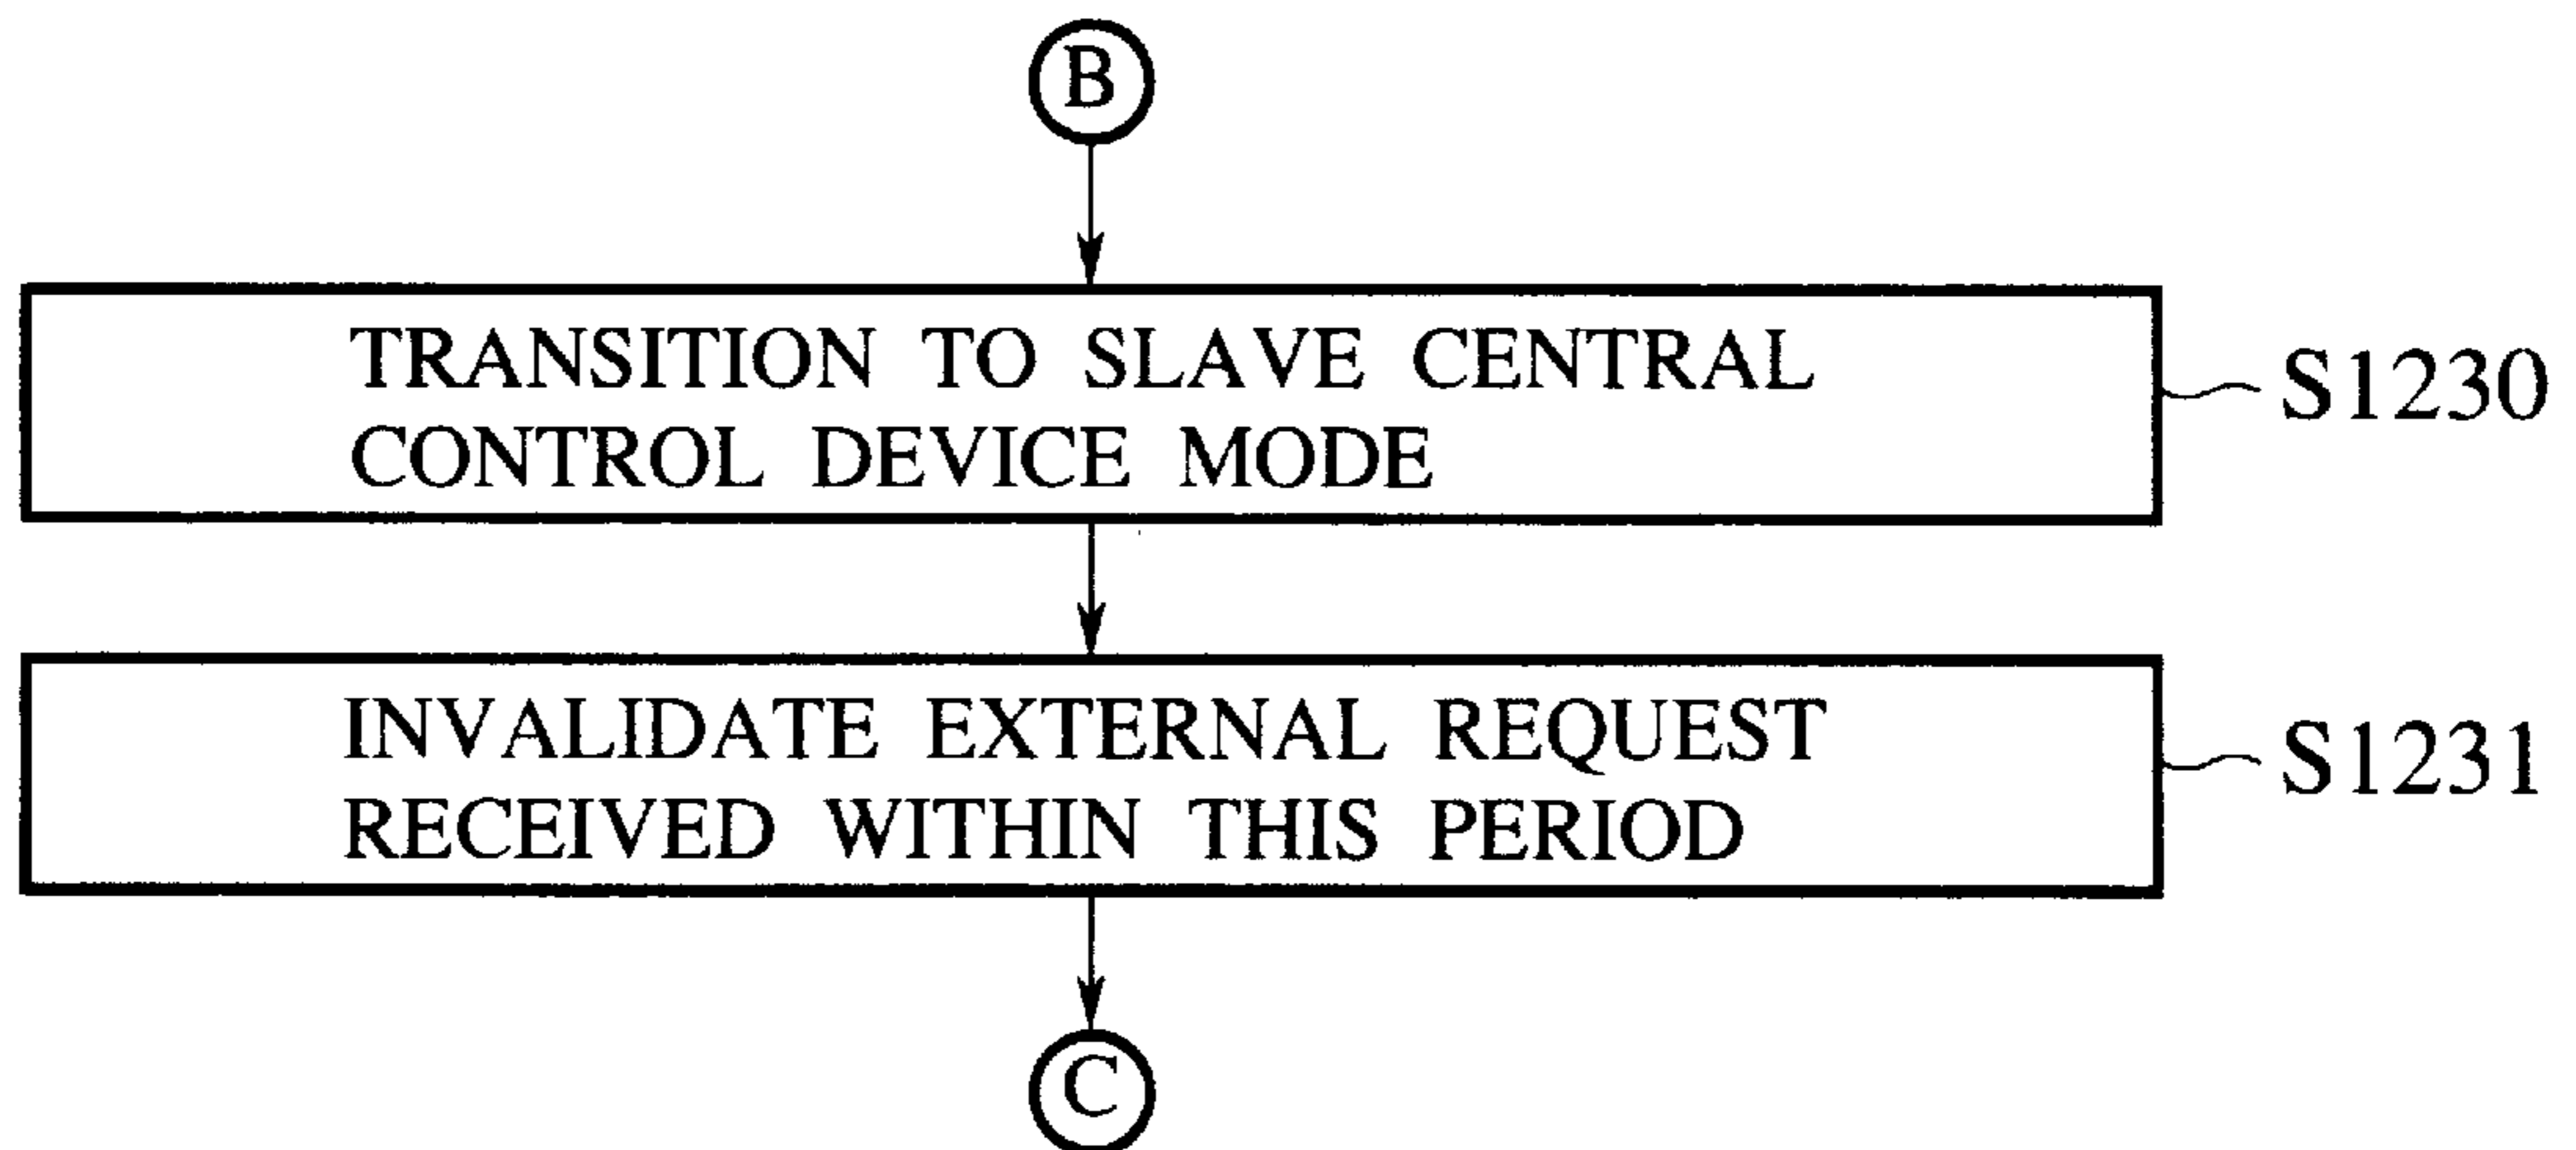 B
TRANSITION TO SLAVE CENTRAL
CONTROL DEVICE MODE
S1230
INVALIDATE EXTERNAL REQUEST
RECEIVED WITHIN THIS PERIOD
S1231
C